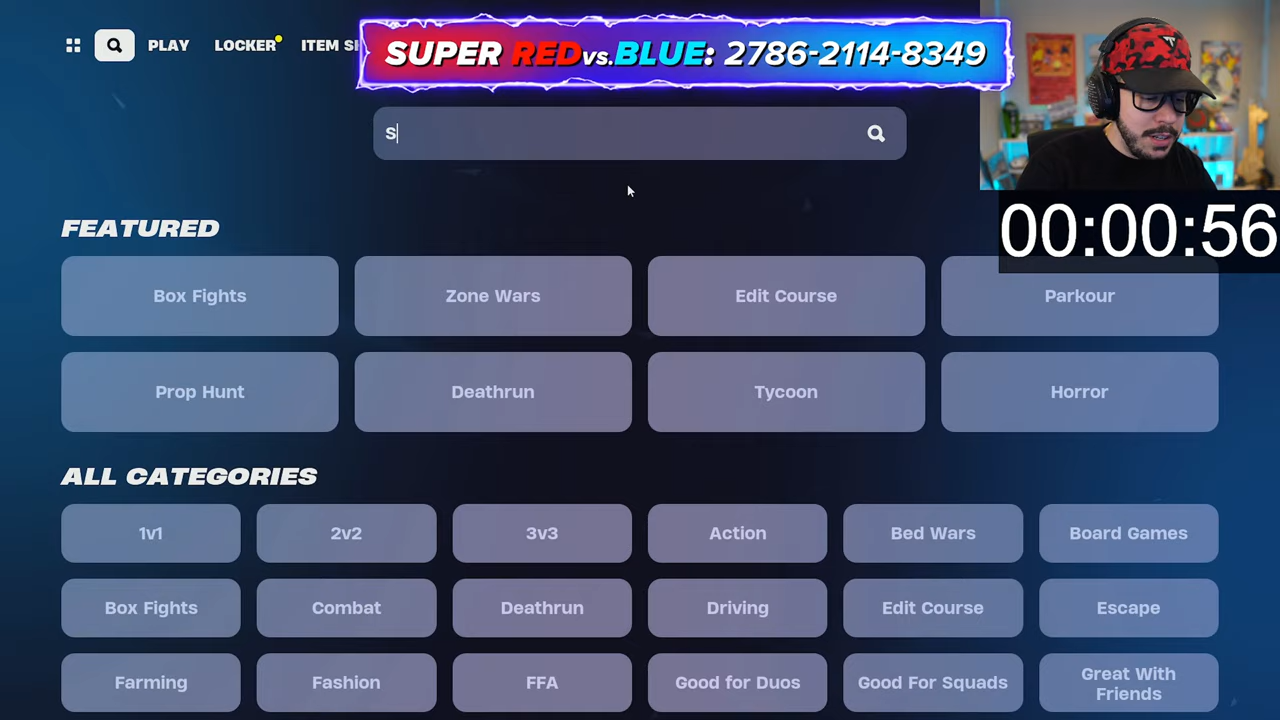 PLAY
LOCKER
ITEM
SUPER RED vs. BLUE: 2786-2114-8349
S
00:00:56
FEATURED
Box Fights
Zone Wars
Edit Course
Parkour
Prop Hunt
Deathrun
Tycoon
Horror
ALL CATEGORIES
1v1
2v2
3v3
Action
Bed Wars
Board Games
Box Fights
Combat
Deathrun
Driving
Edit Course
Escape
Farming
Fashion
FFA
Good for Duos
Good For Squads
Great With
Friends